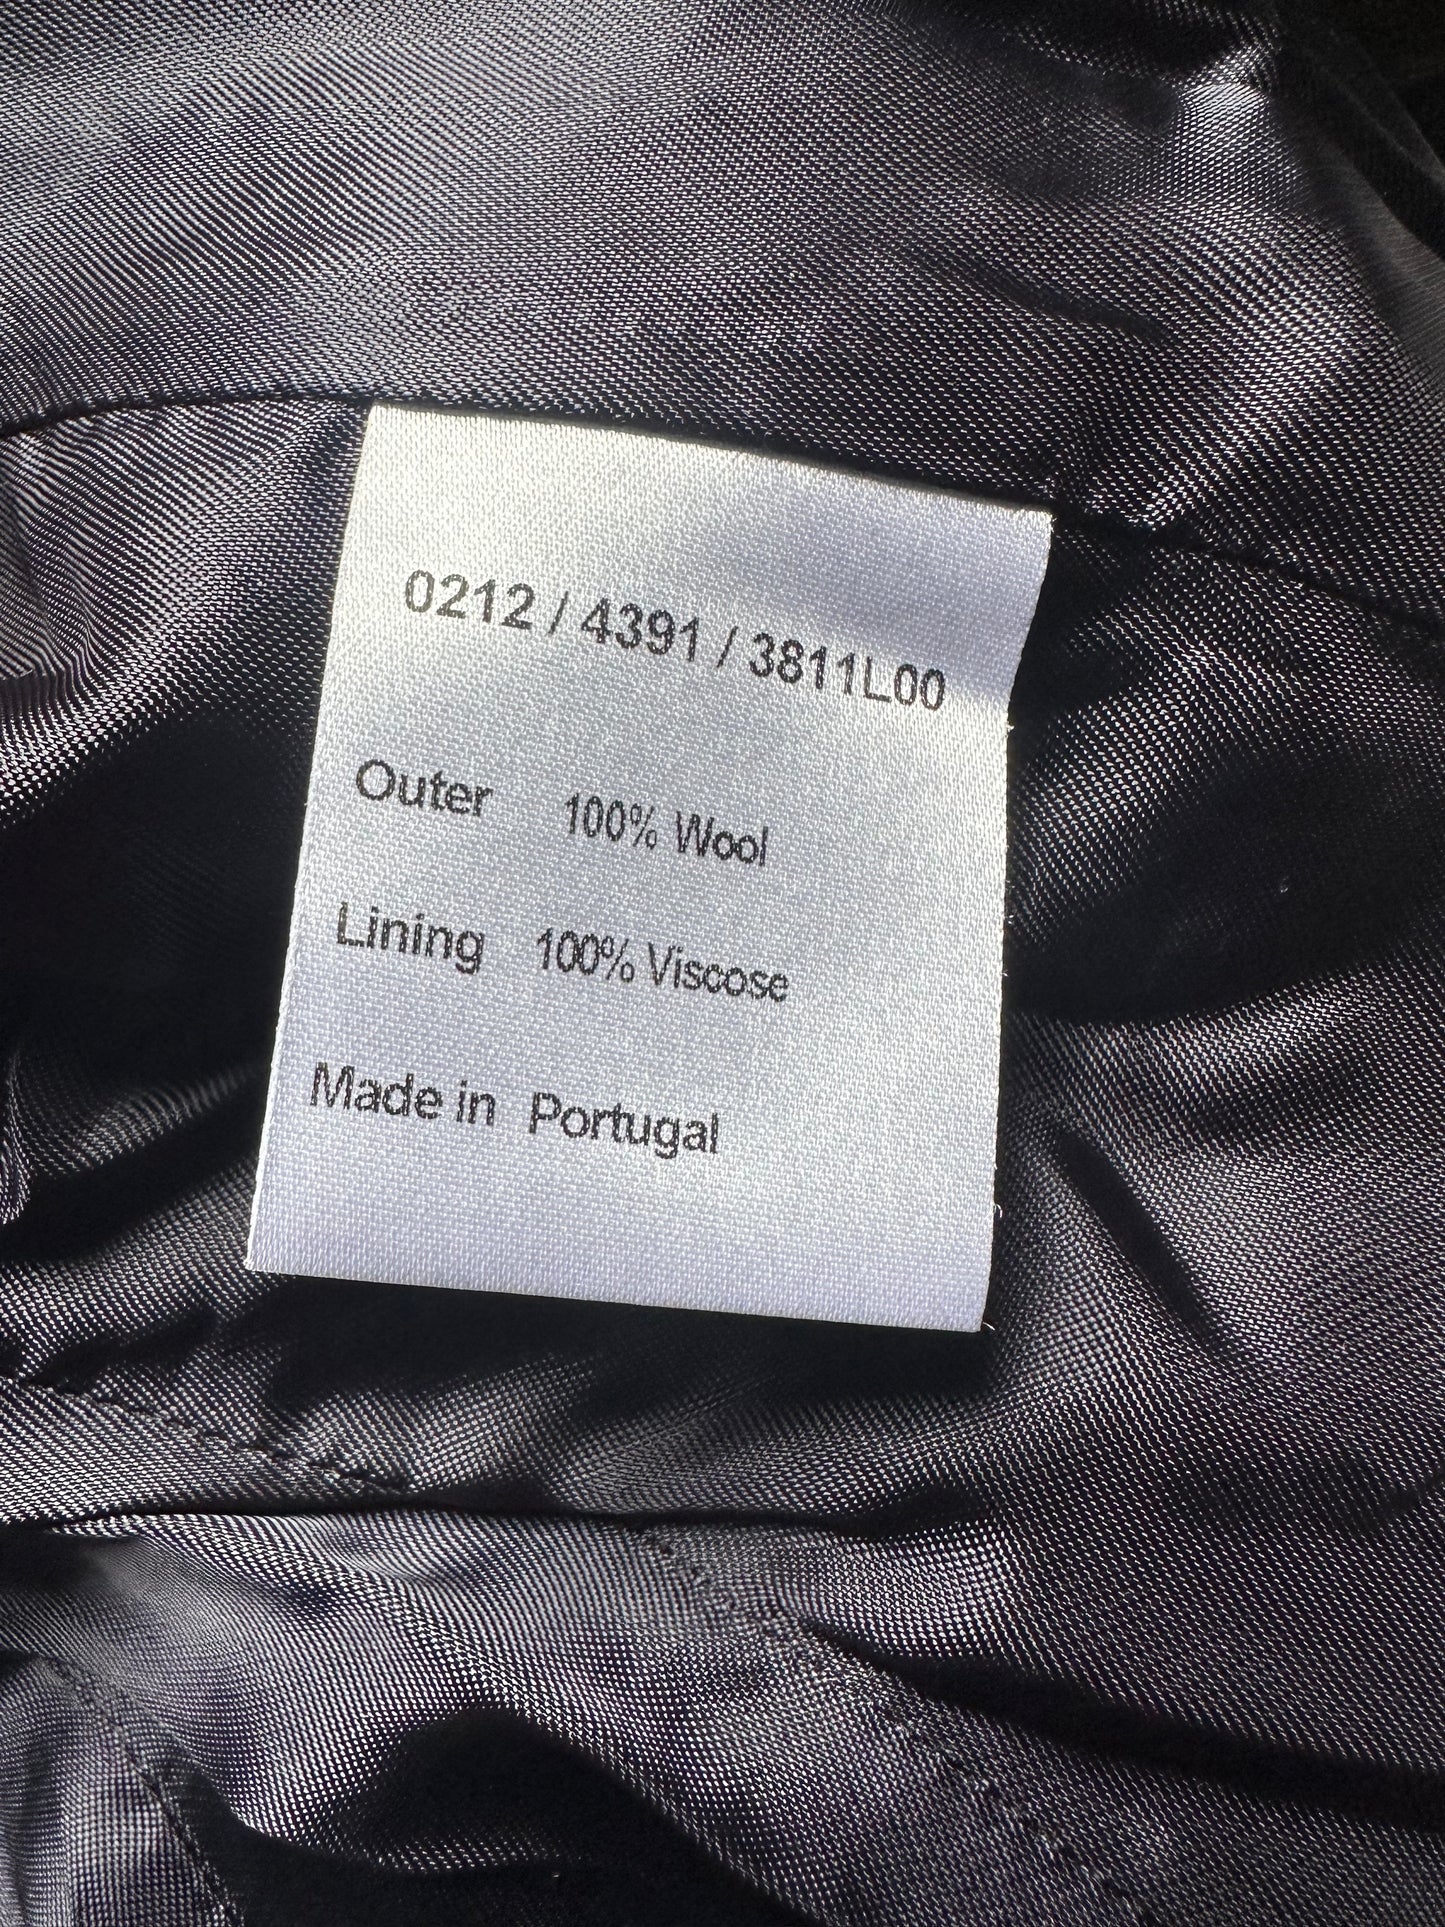 0212 / 4391 / 3811L00
Outer 100% Wool
Lining 100% Viscose
Made in Portugal